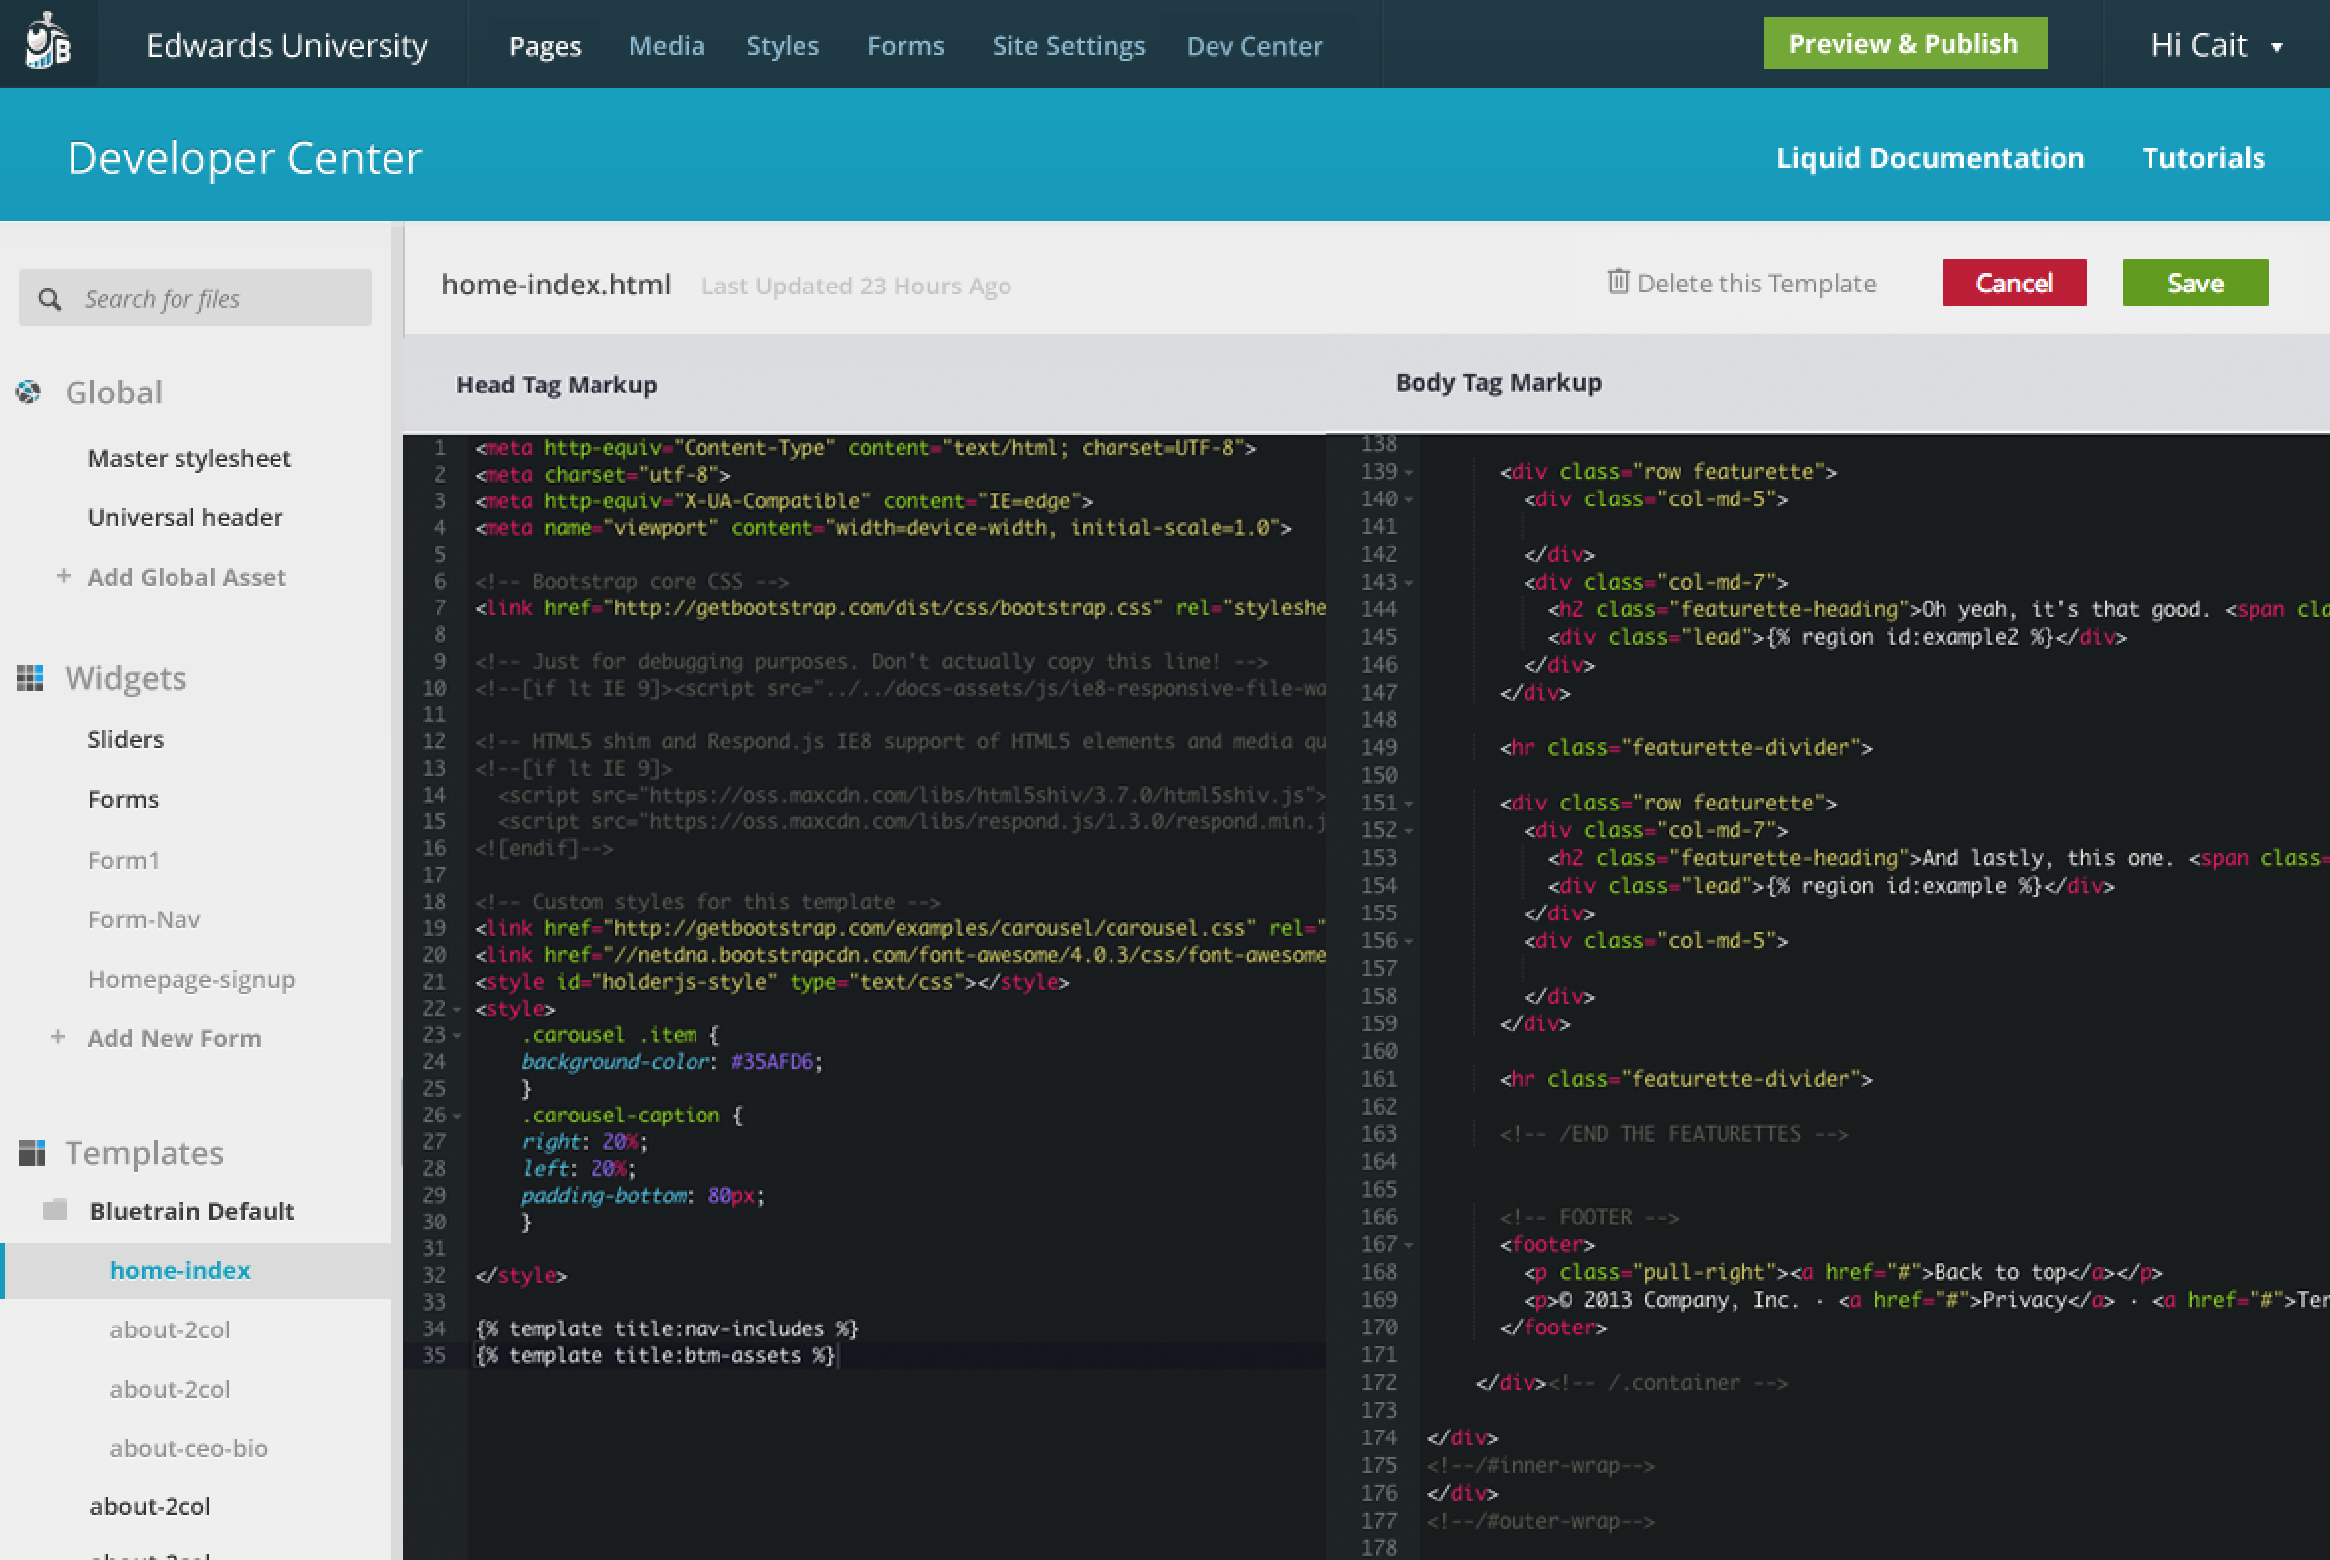 B
Edwards University
Pages
Media
Styles
Forms
Site Settings
Dev Center
Preview & Publish
Hi Cait
Developer Center
Liquid Documentation
Tutorials
Search for files
Global
Master stylesheet
Universal header
+ Add Global Asset
Widgets
Sliders
Forms
Form1
Form-Nav
Homepage-signup
+ Add New Form
Templates
Bluetrain Default
home-index
about-2col
about-2col
about-ceo-bio
about-2col
home-index.html
Last Updated 23 Hours Ago
Delete this Template
Cancel
Save
Head Tag Markup
1 <meta http-equiv="Content-Type" content="text/html; charset=UTF-8">
2 <meta charset="utf-8">
3 <meta http-equiv="X-UA-Compatible" content="IE=edge">
4 <meta name="viewport" content="width=device-width, initial-scale=1.0">
5
6 <!-- Bootstrap core CSS -->
7 <link href="http://getbootstrap.com/dist/css/bootstrap.css" rel="styleshe
8
9 <!-- Just for debugging purposes. Don't actually copy this line! -->
10 <!--[if lt IE 9]><script src="../../docs-assets/js/ie8-responsive-file-wa
11
12 <!-- HTML5 shim and Respond.js IE8 support of HTML5 elements and media qu
13 <!--[if lt IE 9]>
14 <script src="https://oss.maxcdn.com/libs/html5shiv/3.7.0/html5shiv.js">
15 <script src="https://oss.maxcdn.com/libs/respond.js/1.3.0/respond.min.j
16 <![endif]-->
17
18 <!-- Custom styles for this template -->
19 <link href="http://getbootstrap.com/examples/carousel/carousel.css" rel="
20 <link href="//netdna.bootstrapcdn.com/font-awesome/4.0.3/css/font-awesome
21 <style id="holderjs-style" type="text/css"></style>
22 <style>
23 .carousel .item {
24 background-color: #35AFD6;
25 }
26 .carousel-caption {
27 right: 20%;
28 left: 20%;
29 padding-bottom: 80px;
30 }
31
32 </style>
33
34 {% template title:nav-includes %}
35 {% template title:btm-assets %}
Body Tag Markup
138
139 <div class="row featurette">
140 <div class="col-md-5">
141
142 </div>
143 <div class="col-md-7">
144 <h2 class="featurette-heading">Oh yeah, it's that good. <span cla
145 <div class="lead">{% region id:example2 %}</div>
146 </div>
147 </div>
148
149 <hr class="featurette-divider">
150
151 <div class="row featurette">
152 <div class="col-md-7">
153 <h2 class="featurette-heading">And lastly, this one. <span class=
154 <div class="lead">{% region id:example %}</div>
155 </div>
156 <div class="col-md-5">
157
158 </div>
159 </div>
160
161 <hr class="featurette-divider">
162
163 <!-- /END THE FEATURETTES -->
164
165
166 <!-- FOOTER -->
167 <footer>
168 <p class="pull-right"><a href="#">Back to top</a></p>
169 <p>© 2013 Company, Inc. · <a href="#">Privacy</a> · <a href="#">Ter
170 </footer>
171
172 </div><!-- /.container -->
173
174 </div>
175 <!--/#inner-wrap-->
176 </div>
177 <!--/#outer-wrap-->
178